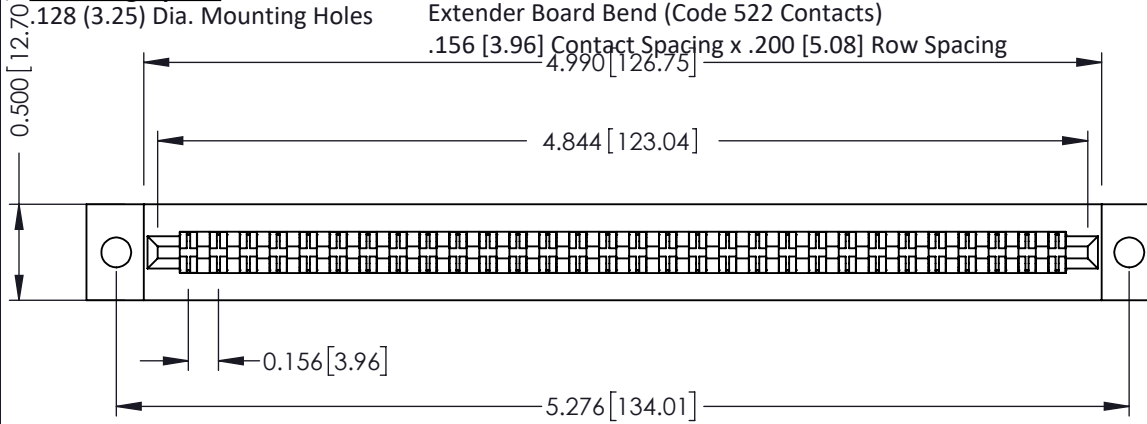 .128 (3.25) Dia. Mounting Holes
Extender Board Bend (Code 522 Contacts)
.156 [3.96] Contact Spacing x .200 [5.08] Row Spacing
0.500 [12.70
4.990 [126.75]
4.844 [123.04]
0.156 [3.96]
5.276 [134.01]